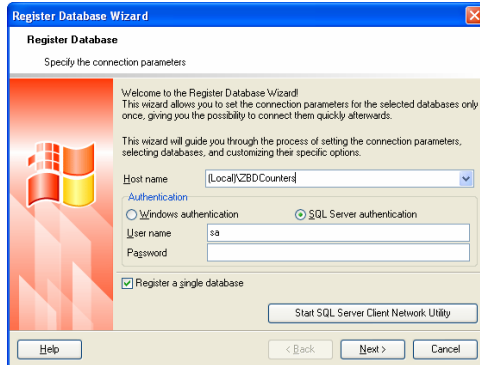 Register Database Wizard
Register Database
Specify the connection parameters
Welcome to the Register Database Wizard!
This wizard allows you to set the connection parameters for the selected databases only
once, giving you the possibility to connect them quickly afterwards.
This wizard will guide you through the process of setting the connection parameters,
selecting databases, and customizing their specific options.
Host name (Local)\ZBDCounters
Authentication
Windows authentication SQL Server authentication
User name sa
Password
Register a single database
Start SQL Server Client Network Utility
Help < Back Next > Cancel